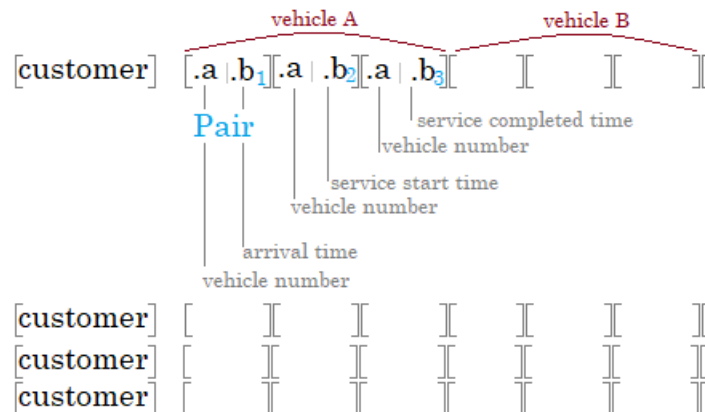 vehicle A vehicle B
[customer] [.a | .b1][.a | .b2][.a | .b3][ ][ ][ ][
Pair
service completed time
vehicle number
service start time
vehicle number
arrival time
vehicle number
[customer] [ ][ ][ ][ ][ ][ ][
[customer] [ ][ ][ ][ ][ ][ ][
[customer] [ ][ ][ ][ ][ ][ ][